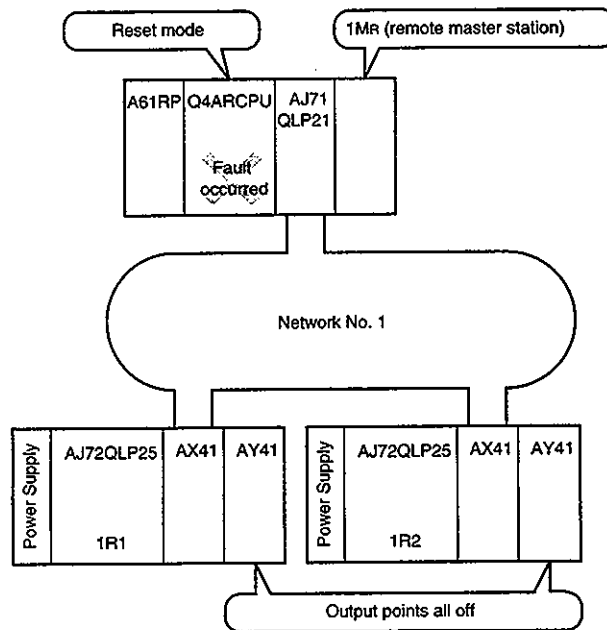 Reset mode
1MR (remote master station)
A61RP
Q4ARCPU
AJ71
QLP21
Fault
occurred
Network No. 1
Power Supply
AJ72QLP25
AX41
AY41
1R1
Power Supply
AJ72QLP25
AX41
AY41
1R2
Output points all off